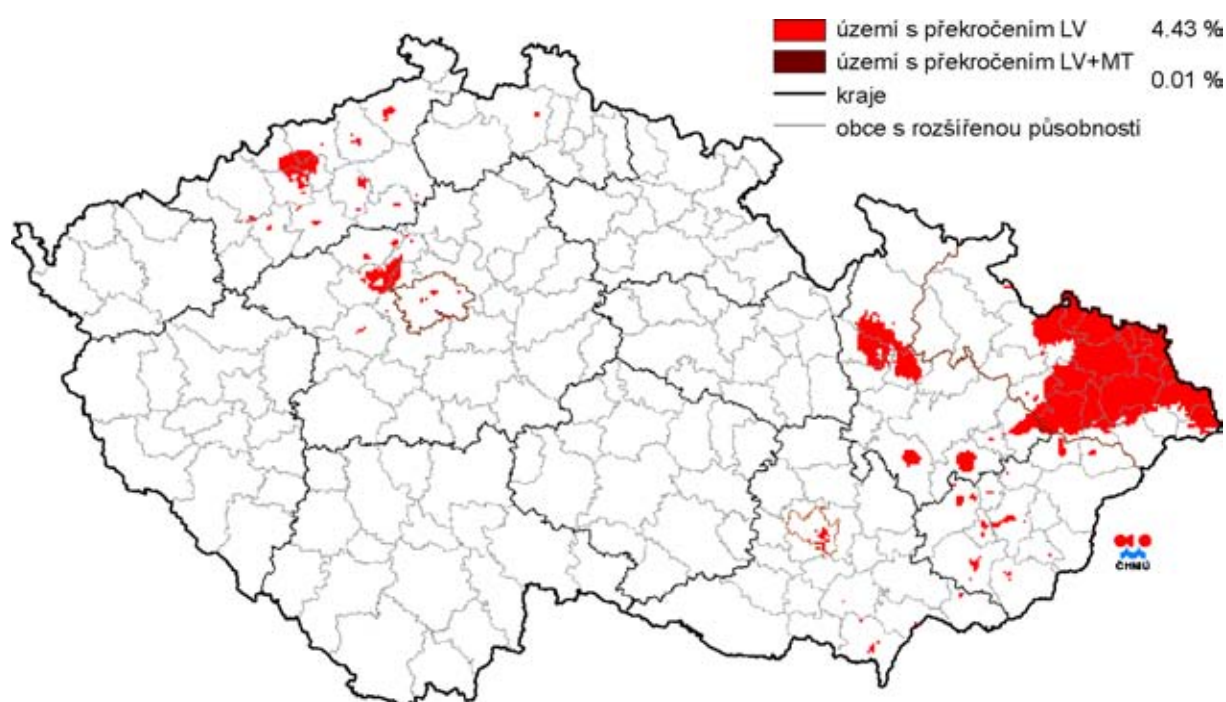 území s překročením LV 4.43 ‰
území s překročením LV+MT 0.01 ‰
kraje
obce s rozšířenou působností
ČHMÚ